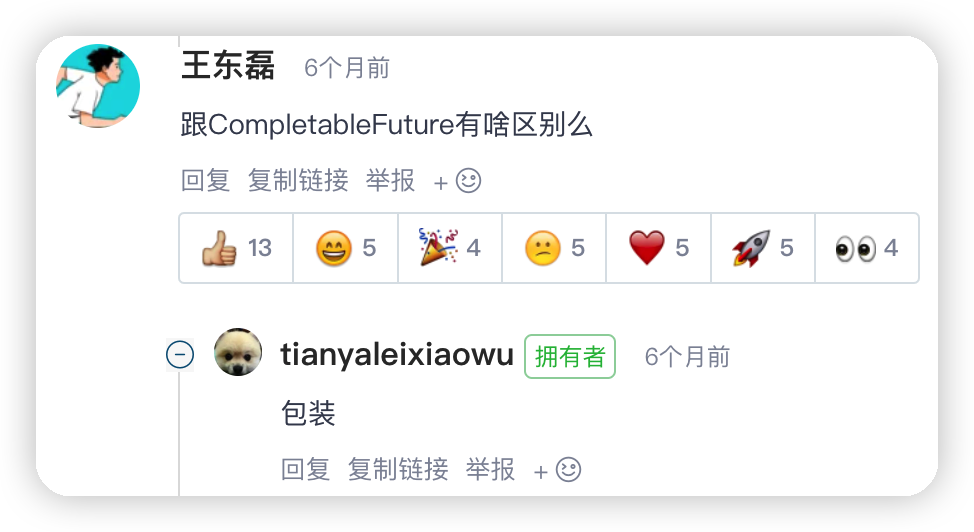 王东磊 6个月前
跟CompletableFuture有啥区别么
回复 复制链接 举报 +
13 5 4 5 5 5 4
tianyaleixiaowu 拥有者 6个月前
包装
回复 复制链接 举报 +